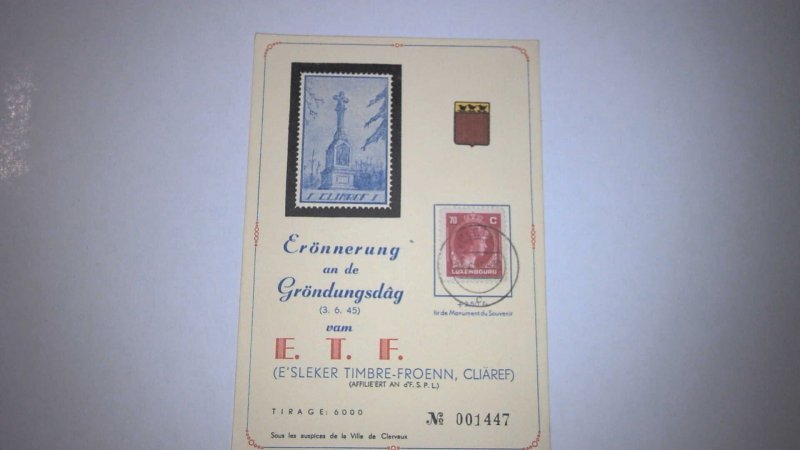 CLIÄREF
70 C
LUXEMBOURG
fir de Monument du Souvenir
Erönnerung
an de
Gröndungsdâg
(3. 6. 45)
vam
E. T. F.
(E'SLEKER TIMBRE-FROENN, CLIÄREF)
(AFFILIE'ERT AN d'F. S. P. L.)
TIRAGE: 6000
№ 001447
Sous les auspices de la Ville de Clervaux